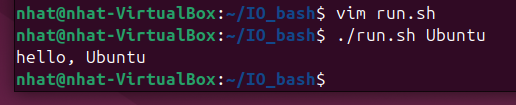 nhat@nhat-VirtualBox:~/IO_bash$ vim run.sh
nhat@nhat-VirtualBox:~/IO_bash$ ./run.sh Ubuntu
hello, Ubuntu
nhat@nhat-VirtualBox:~/IO_bash$